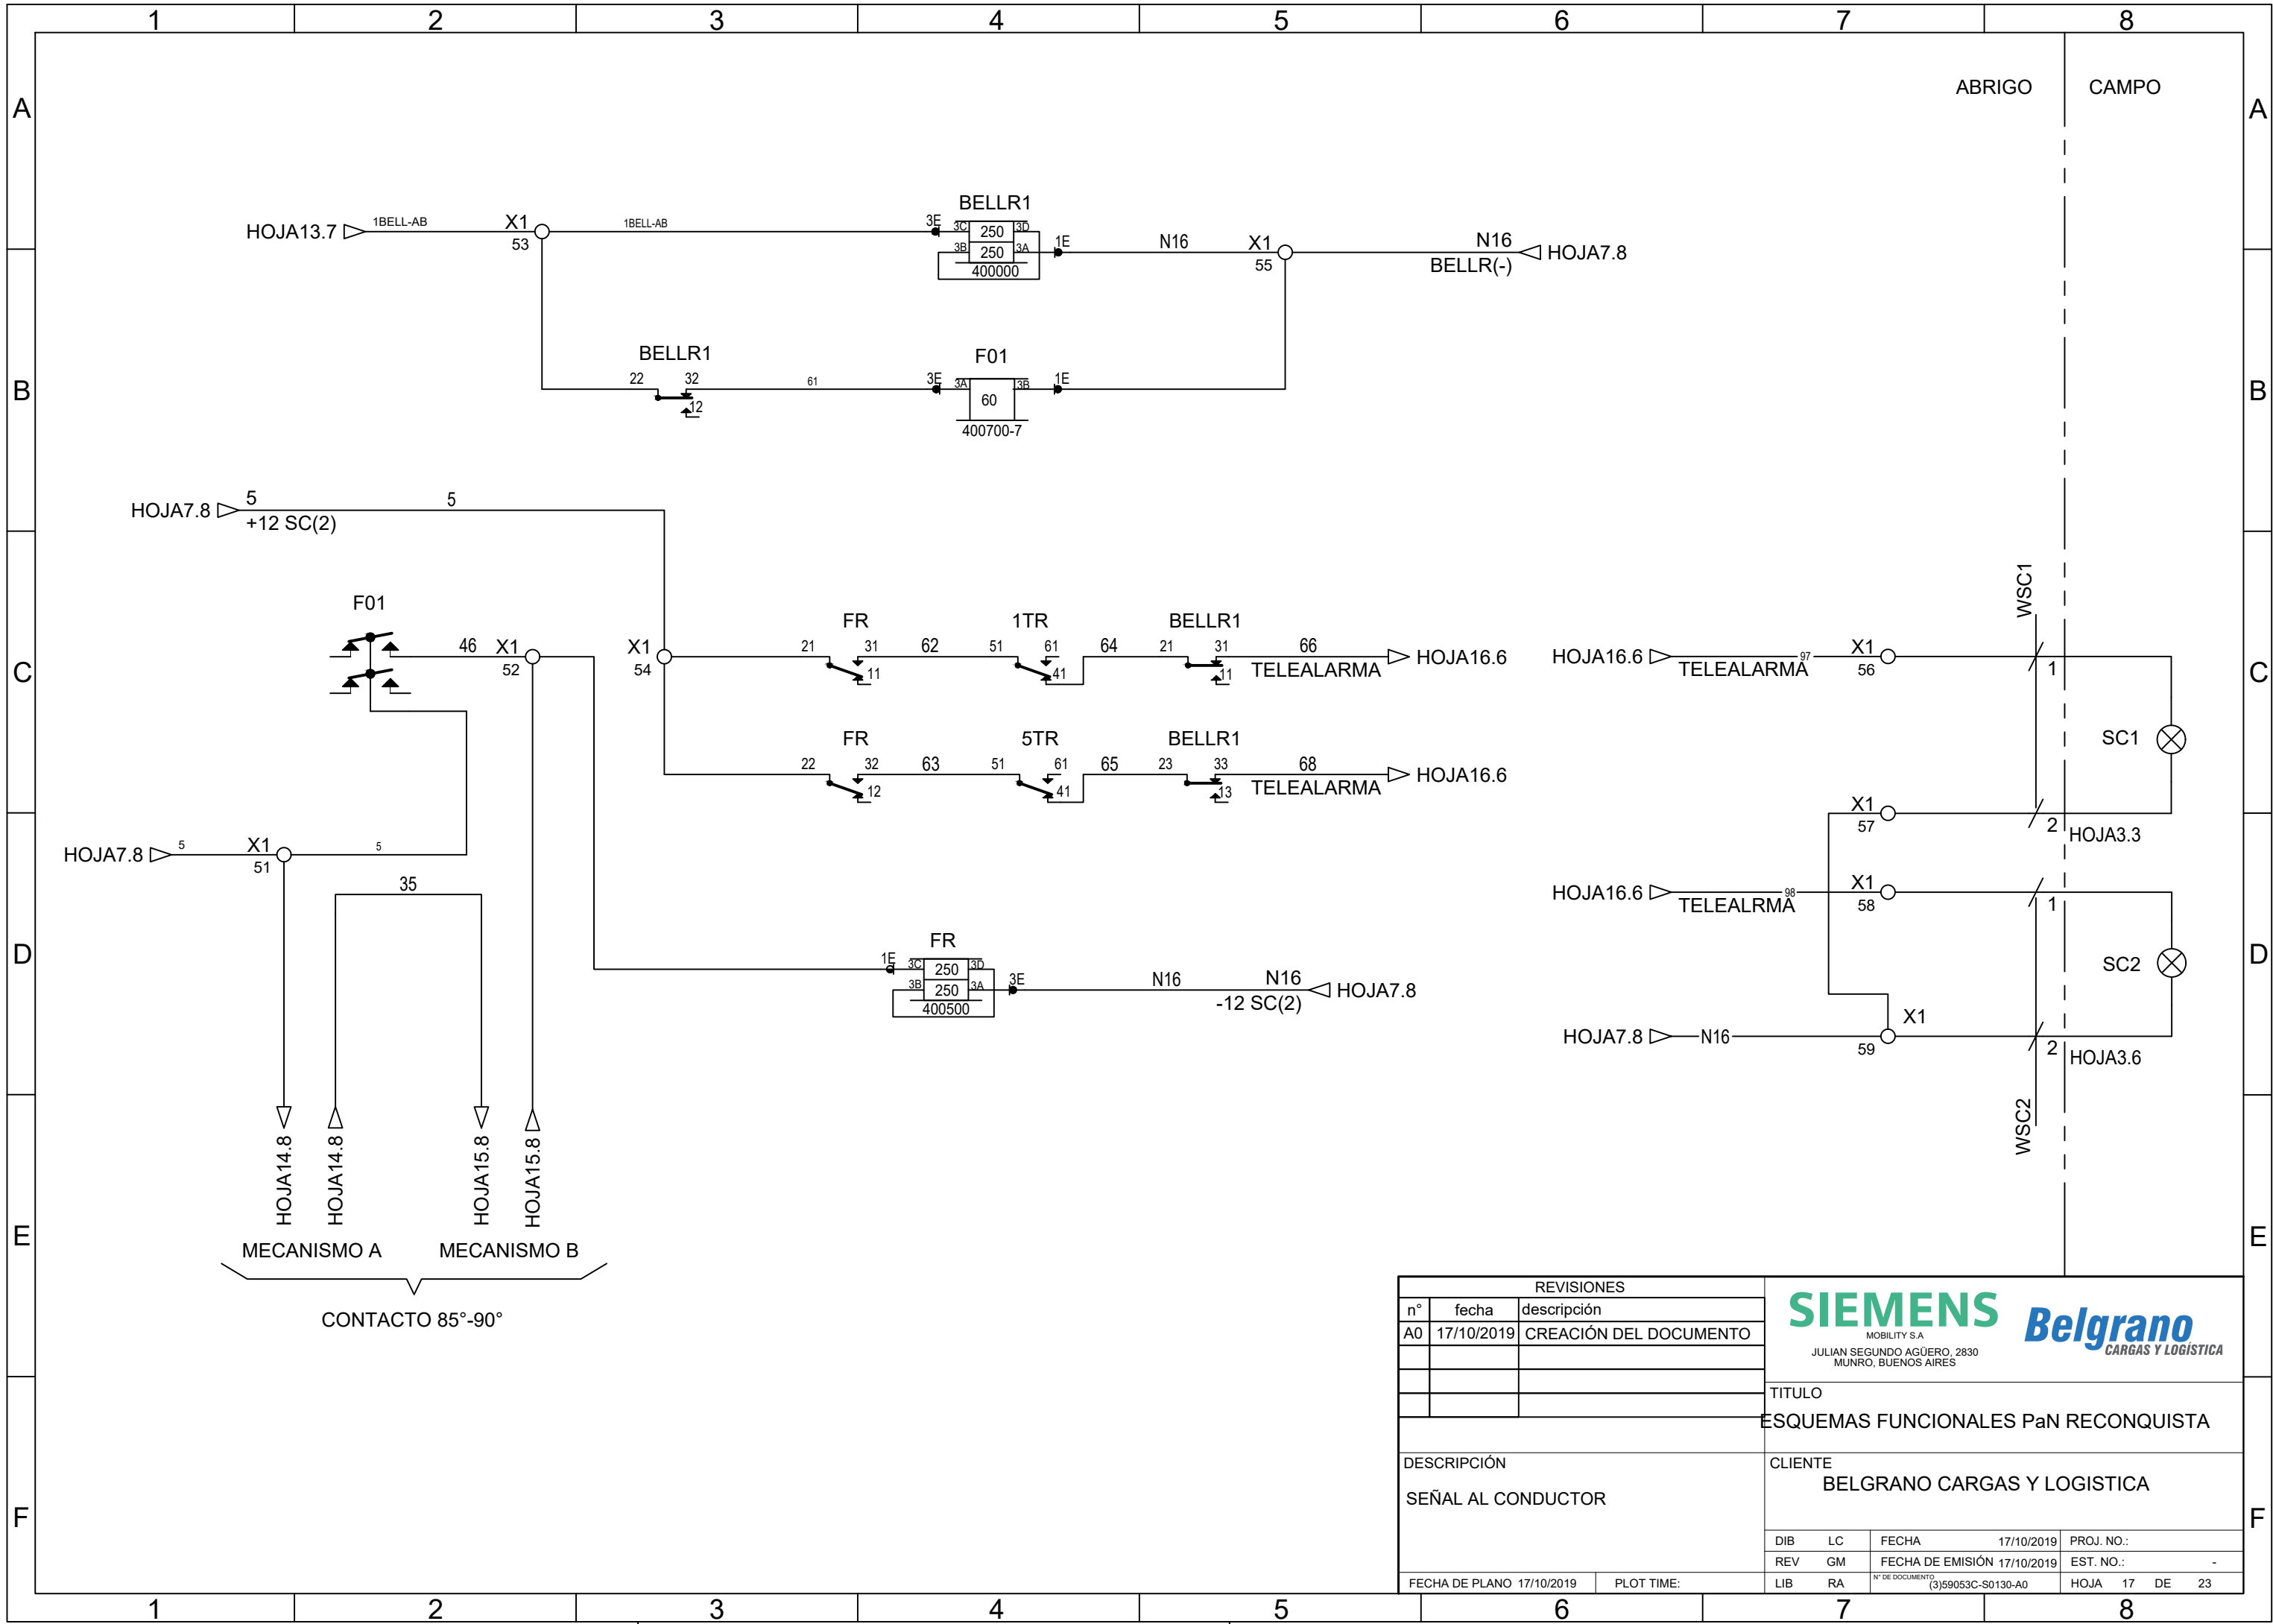 1 2 3 4 5 6 7 8
A A
ABRIGO CAMPO
HOJA13.7 1BELL-AB X1 53 1BELL-AB
BELLR1
3E 3C 250 3D
3B 250 3A 1E
400000
N16 X1 55
N16 HOJA7.8
BELLR(-)
BELLR1
22 32 61
12
F01
3E 3A 60 3B 1E
400700-7
B B
HOJA7.8 5 5
+12 SC(2)
F01
46 X1 52
X1 54
FR
21 31 62
11
1TR
51 61 64
41
BELLR1
21 31 66
11 TELEALARMA
HOJA16.6
HOJA16.6 97 X1
TELEALARMA 56
WSC1
1
SC1
C C
FR
22 32 63
12
5TR
51 61 65
41
BELLR1
23 33 68
13 TELEALARMA
HOJA16.6
X1
57
2 HOJA3.3
HOJA7.8 5 X1 5
51
35
HOJA16.6 98 X1
TELEALRMA 58
1
SC2
D D
FR
1E 3C 250 3D
3B 250 3A 3E
400500
N16 N16 HOJA7.8
-12 SC(2)
HOJA7.8 N16 X1
59
2 HOJA3.6
WSC2
HOJA14.8
HOJA14.8
HOJA15.8
HOJA15.8
E E
MECANISMO A MECANISMO B
CONTACTO 85°-90°
REVISIONES
n° fecha descripción
A0 17/10/2019 CREACIÓN DEL DOCUMENTO
SIEMENS
MOBILITY S.A
JULIAN SEGUNDO AGÜERO, 2830
MUNRO, BUENOS AIRES
Belgrano
CARGAS Y LOGÍSTICA
TITULO
ESQUEMAS FUNCIONALES PaN RECONQUISTA
DESCRIPCIÓN
SEÑAL AL CONDUCTOR
CLIENTE
BELGRANO CARGAS Y LOGISTICA
F F
DIB LC FECHA 17/10/2019 PROJ. NO.:
REV GM FECHA DE EMISIÓN 17/10/2019 EST. NO.: -
FECHA DE PLANO 17/10/2019 PLOT TIME:
LIB RA N° DE DOCUMENTO (3)59053C-S0130-A0 HOJA 17 DE 23
1 2 3 4 5 6 7 8